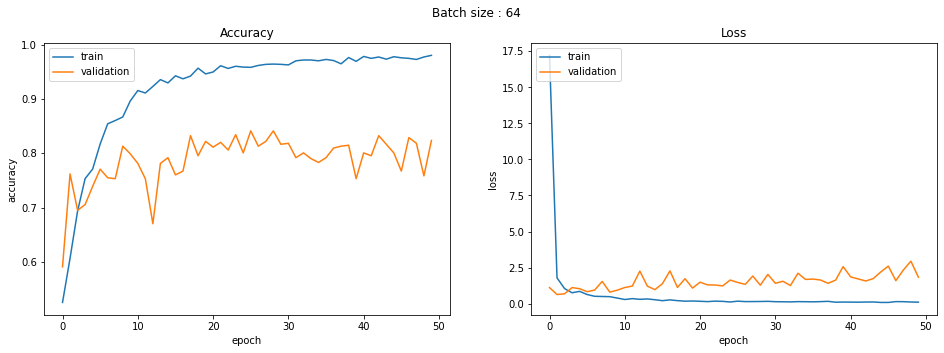 Batch size : 64
Accuracy
train
validation
1.0
0.9
0.8
0.7
0.6
accuracy
0
10
20
30
40
50
epoch
Loss
train
validation
17.5
15.0
12.5
10.0
7.5
5.0
2.5
0.0
loss
0
10
20
30
40
50
epoch